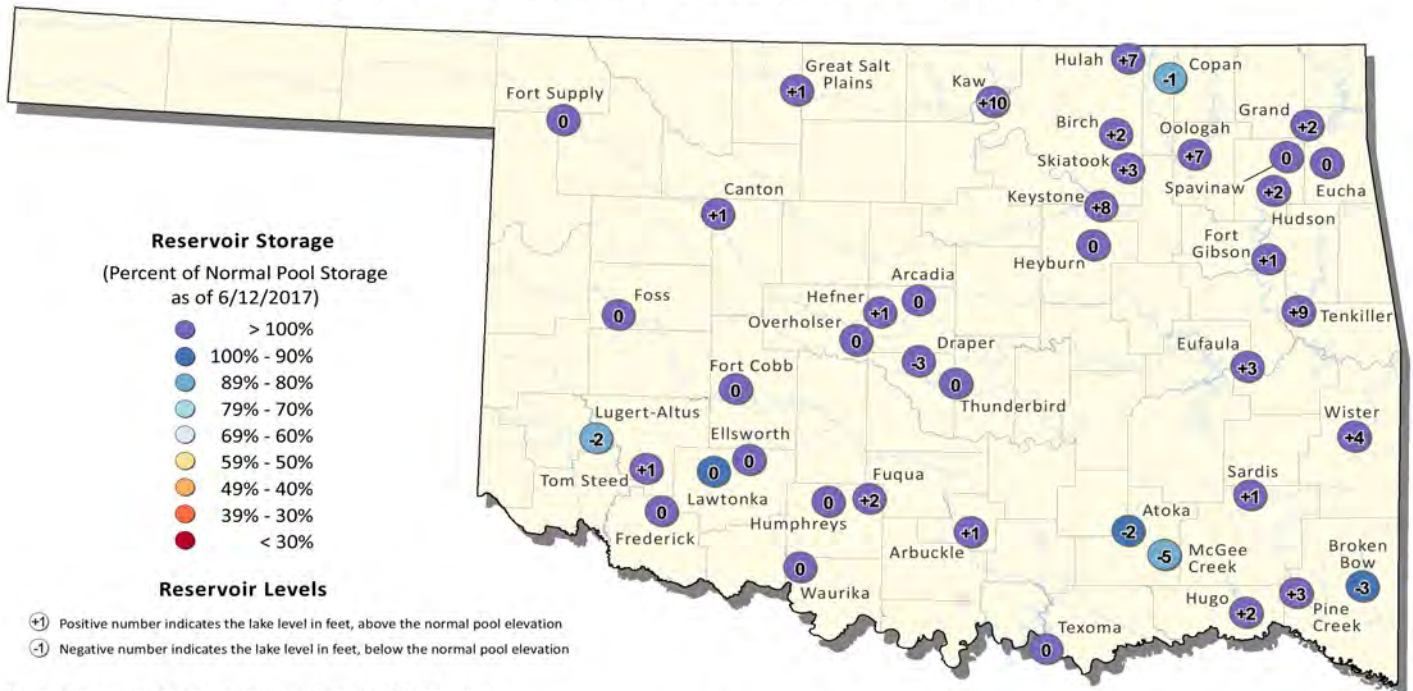 Hulah
+7
-1
Copan
Great Salt
Plains
+1
Kaw
+10
Fort Supply
0
Grand
+2
Birch
+2
Oologah
+7
Skiatook
+3
Spavinaw
0
0
Eucha
Canton
+1
Keystone
+8
+2
Hudson
Heyburn
0
Fort
Gibson
+1
Reservoir Storage
(Percent of Normal Pool Storage
as of 6/12/2017)
> 100%
100% - 90%
89% - 80%
79% - 70%
69% - 60%
59% - 50%
49% - 40%
39% - 30%
< 30%
Foss
0
Arcadia
0
Hefner
+1
Overholser
0
Draper
-3
0
Thunderbird
+9
Tenkiller
Eufaula
+3
Fort Cobb
0
Lugert-Altus
-2
Ellsworth
0
Wister
+4
Tom Steed
+1
0
Lawtonka
Fuqua
+2
Sardis
+1
0
Frederick
0
Humphreys
Arbuckle
+1
Atoka
-2
-5
McGee
Creek
Broken
Bow
-3
0
Waurika
Hugo
+2
+3
Pine
Creek
Texoma
0
Reservoir Levels
+1 Positive number indicates the lake level in feet, above the normal pool elevation
-1 Negative number indicates the lake level in feet, below the normal pool elevation